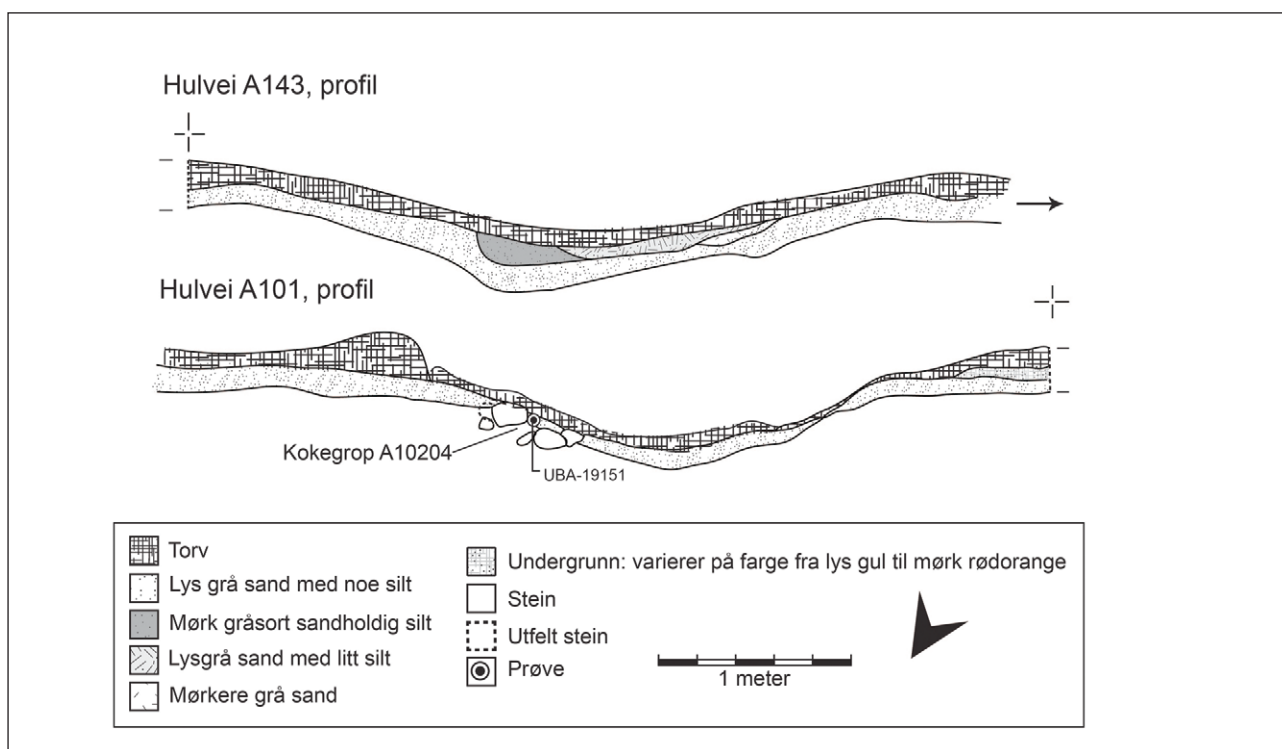 Hulvei A143, profil
Hulvei A101, profil
Kokegrop A10204
UBA-19151
Torv
Lys grå sand med noe silt
Mørk gråsort sandholdig silt
Lysgrå sand med litt silt
Mørkere grå sand
Undergrunn: varierer på farge fra lys gul til mørk rødorange
Stein
Utfelt stein
Prøve
1 meter